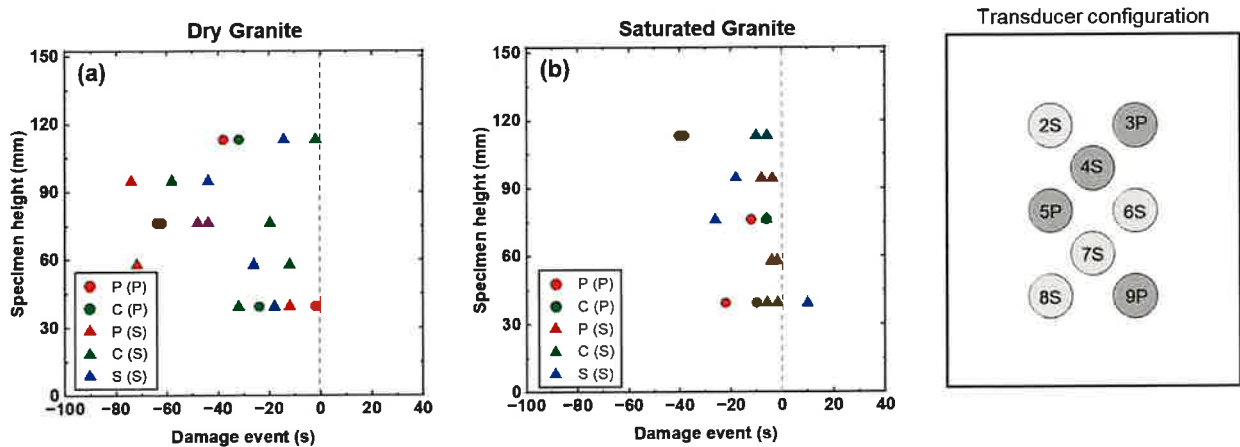 Dry Granite
(a)
Specimen height (mm)
150
120
90
60
30
0
P (P)
C (P)
P (S)
C (S)
S (S)
−100 −80 −60 −40 −20 0 20 40
Damage event (s)
Saturated Granite
(b)
Specimen height (mm)
150
120
90
60
30
0
P (P)
C (P)
P (S)
C (S)
S (S)
−100 −80 −60 −40 −20 0 20 40
Damage event (s)
Transducer configuration
2S 3P
4S
5P 6S
7S
8S 9P